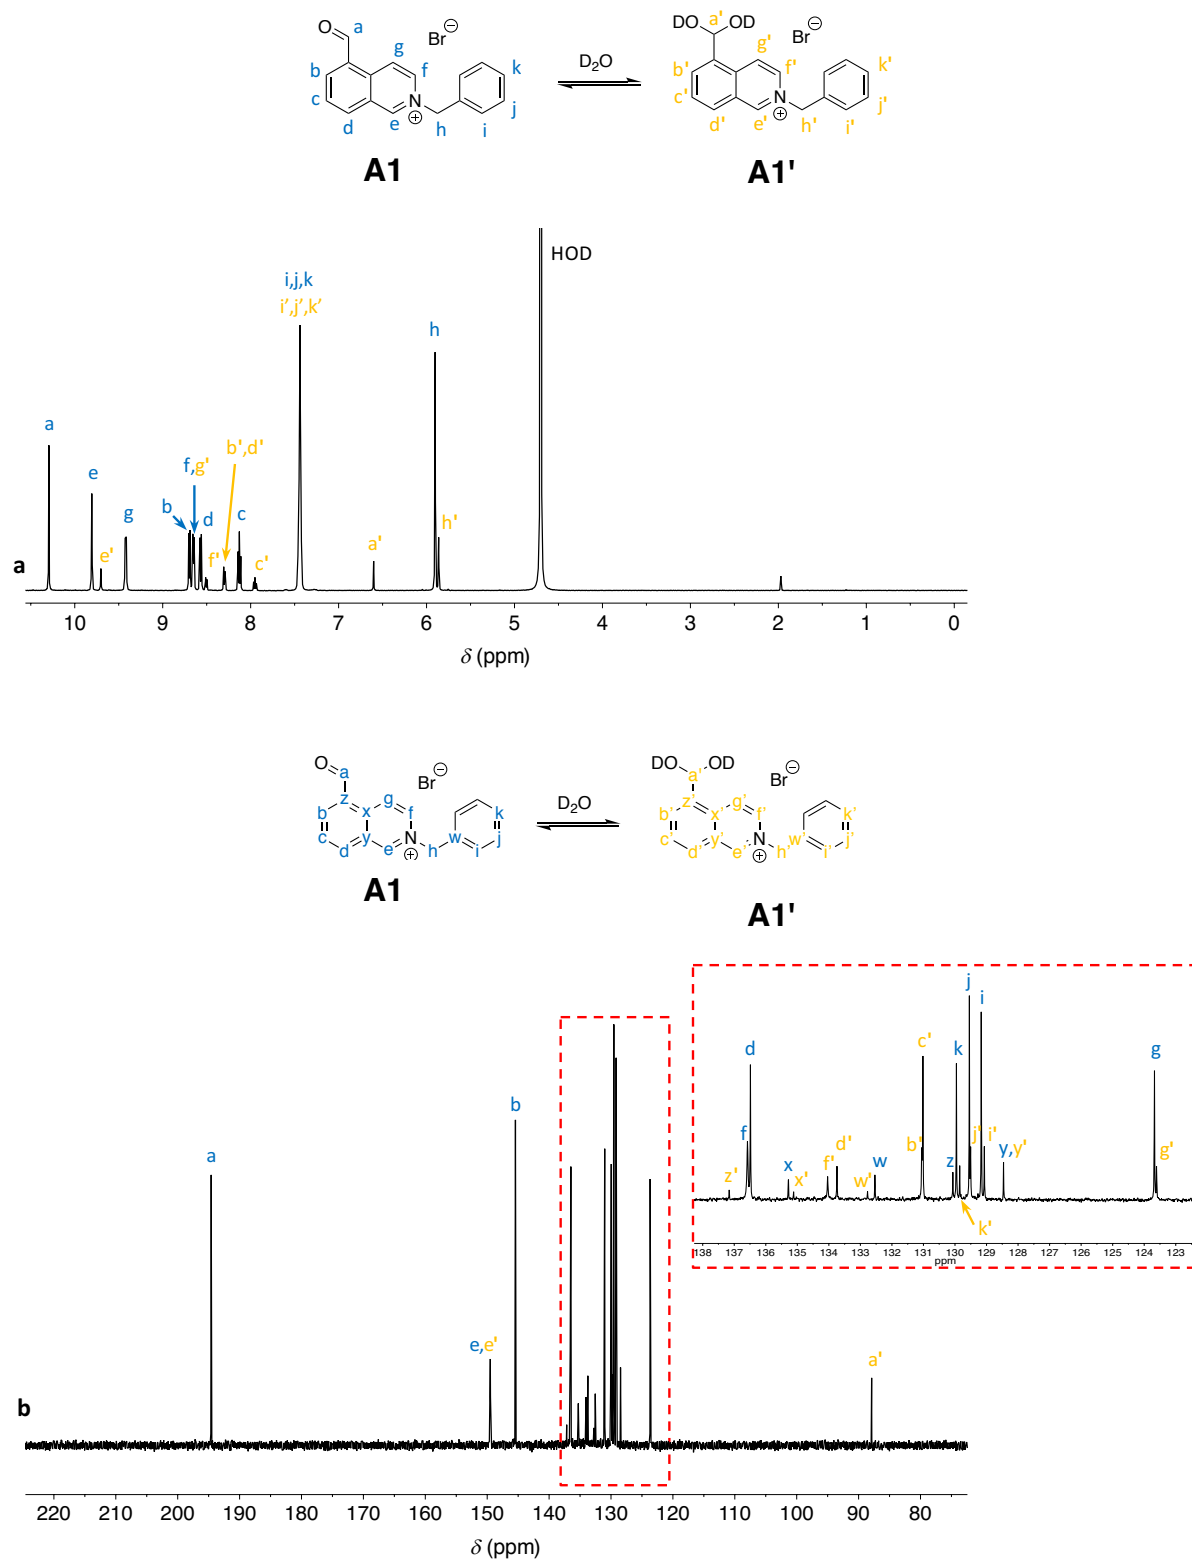 O a
Br⊖
g
b f
c
N
⊕
k
j
d e h i
A1
D₂O
DO a' OD
Br⊖
g'
b' f'
c'
N
⊕
k'
j'
d' e' h' i'
A1'
HOD
i,j,k
i',j',k'
h
a
b',d'
e
f,g'
g
b
d
c
h'
e'
f'
c'
a'
a
10 9 8 7 6 5 4 3 2 1 0
δ (ppm)
O
a
Br⊖
z g
b x f
c y N
⊕
d e h w i j k
A1
D₂O
DO OD
a'
Br⊖
z' g'
b' x' f'
c y' N
⊕
d' e' h' w' i' j' k'
A1'
j
i
c'
d k g
f b' j' i'
d' z y,y' g'
z' x x' f' w' w
k'
138 137 136 135 134 133 132 131 130 129 128 127 126 125 124 123
ppm
b
a
e,e'
a'
b
220 210 200 190 180 170 160 150 140 130 120 110 100 90 80
δ (ppm)